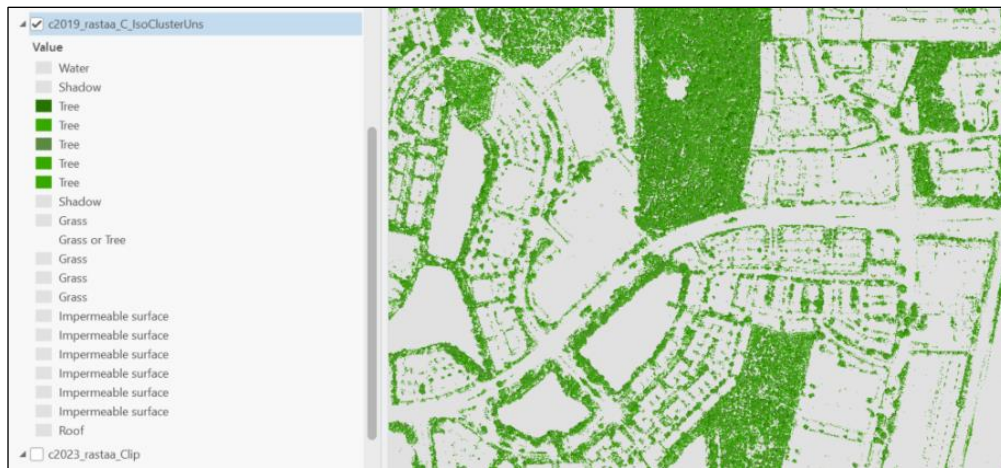 c2019_rastaa_C_IsoClusterUns
Value
Water
Shadow
Tree
Tree
Tree
Tree
Tree
Shadow
Grass
Grass or Tree
Grass
Grass
Grass
Impermeable surface
Impermeable surface
Impermeable surface
Impermeable surface
Impermeable surface
Impermeable surface
Roof
c2023_rastaa_Clip